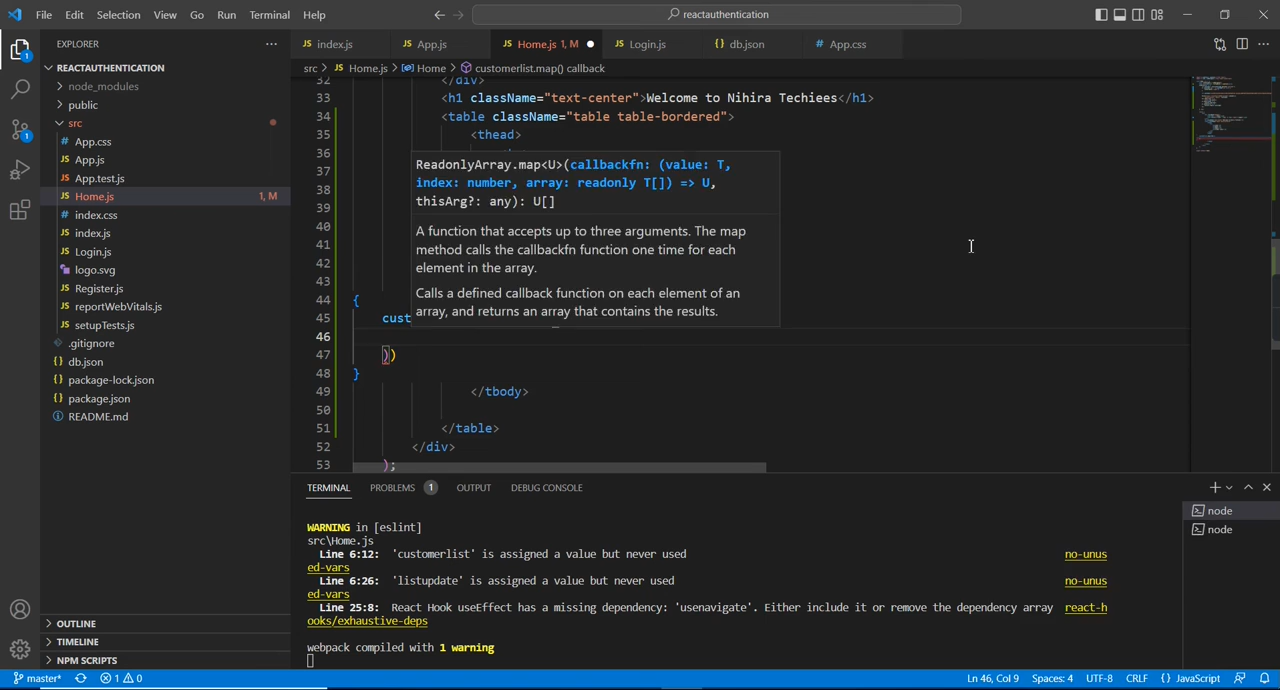 File Edit Selection View Go Run Terminal Help
reactauthentication
EXPLORER
REACTAUTHENTICATION
node_modules
public
src
App.css
App.js
App.test.js
Home.js 1, M
index.css
index.js
Login.js
logo.svg
Register.js
reportWebVitals.js
setupTests.js
.gitignore
db.json
package-lock.json
package.json
README.md
OUTLINE
TIMELINE
NPM SCRIPTS
index.js App.js Home.js 1, M Login.js db.json App.css
src > Home.js > Home > customerlist.map() callback
32 </div>
33 <h1 className="text-center">Welcome to Nihira Techiees</h1>
34 <table className="table table-bordered">
35 <thead>
36
37
38
39
40
41
42
43
44 {
45 cust
46
47 })
48 }
49 </tbody>
50
51 </table>
52 </div>
53 );
ReadonlyArray.map<U>(callbackfn: (value: T,
index: number, array: readonly T[]) => U,
thisArg?: any): U[]
A function that accepts up to three arguments. The map
method calls the callbackfn function one time for each
element in the array.
Calls a defined callback function on each element of an
array, and returns an array that contains the results.
TERMINAL PROBLEMS 1 OUTPUT DEBUG CONSOLE
node
node
WARNING in [eslint]
src\Home.js
Line 6:12: 'customerlist' is assigned a value but never used no-unus
ed-vars
Line 6:26: 'listupdate' is assigned a value but never used no-unus
ed-vars
Line 25:8: React Hook useEffect has a missing dependency: 'usenavigate'. Either include it or remove the dependency array react-h
ooks/exhaustive-deps
webpack compiled with 1 warning
master* 1 0 Ln 46, Col 9 Spaces: 4 UTF-8 CRLF {} JavaScript